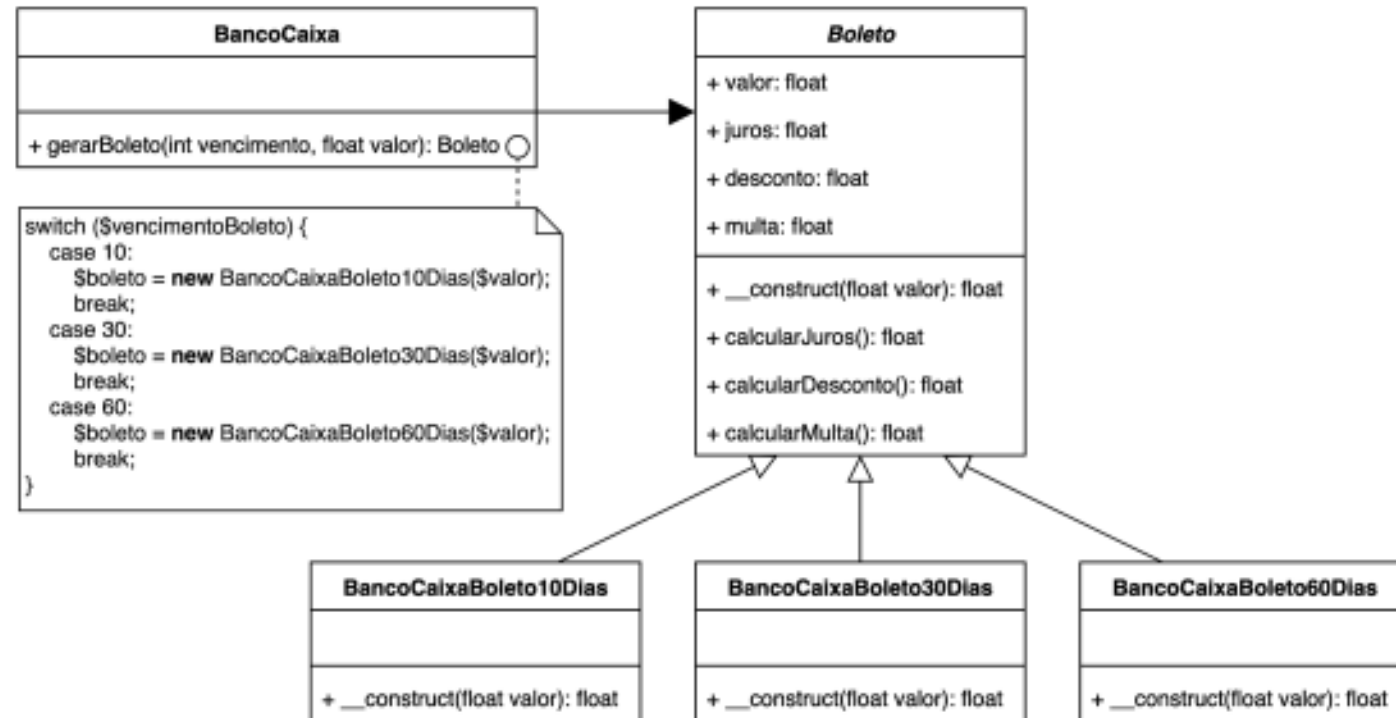 BancoCaixa
+ gerarBoleto(int vencimento, float valor): Boleto
switch ($vencimentoBoleto) {
case 10:
$boleto = new BancoCaixaBoleto10Dias($valor);
break;
case 30:
$boleto = new BancoCaixaBoleto30Dias($valor);
break;
case 60:
$boleto = new BancoCaixaBoleto60Dias($valor);
break;
}
Boleto
+ valor: float
+ juros: float
+ desconto: float
+ multa: float
+ __construct(float valor): float
+ calcularJuros(): float
+ calcularDesconto(): float
+ calcularMulta(): float
BancoCaixaBoleto10Dias
+ __construct(float valor): float
BancoCaixaBoleto30Dias
+ __construct(float valor): float
BancoCaixaBoleto60Dias
+ __construct(float valor): float